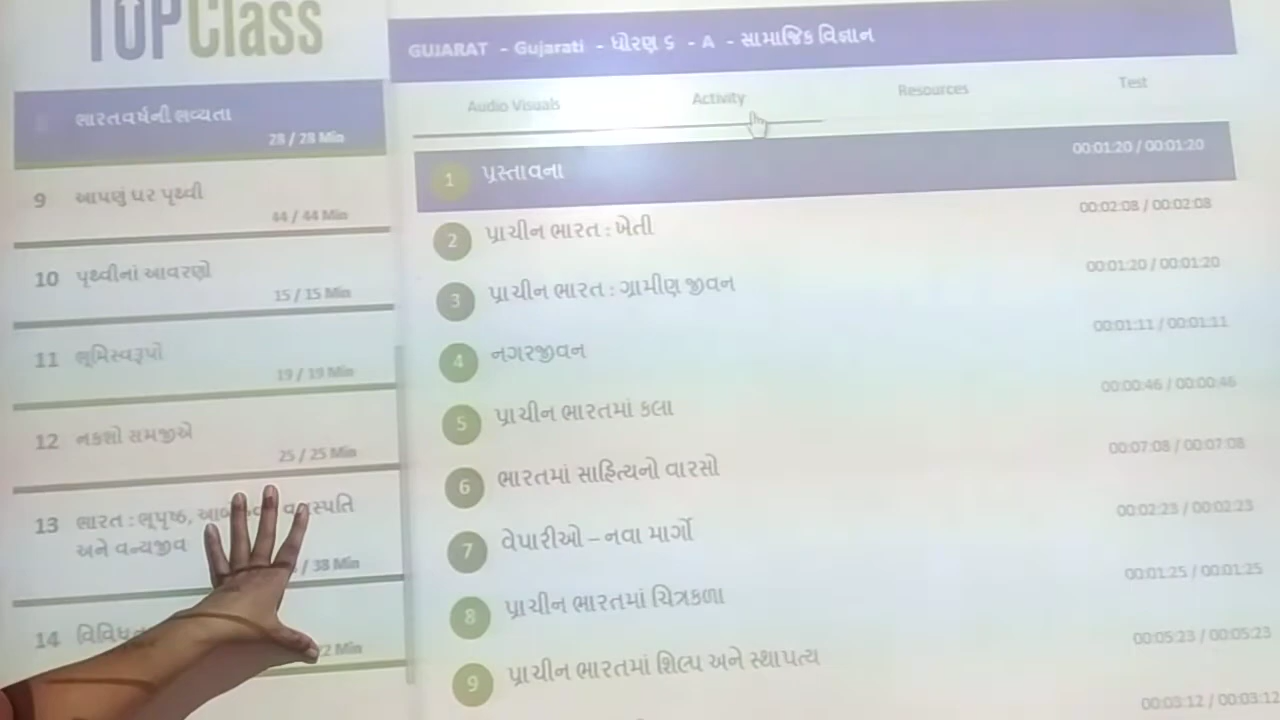 TOPClass
GUJARAT - Gujarati - ધોરણ ૬ - A - સામાજિક વિજ્ઞાન
Audio Visuals
Activity
Resources
Test
ભારતવર્ષની ભવ્યતા
28 / 28 Min
9 આપણું ઘર પૃથ્વી
44 / 44 Min
10 પૃથ્વીનાં આવરણો
15 / 15 Min
11 ભૂમિસ્વરૂપો
19 / 19 Min
12 નકશો સમજીએ
25 / 25 Min
13 ભારત : ભૂપૃષ્ઠ,
અને વન્યજીવ
/ 38 Min
14
Min
1 પ્રસ્તાવના 00:01:20 / 00:01:20
2 પ્રાચીન ભારત : ખેતી 00:02:08 / 00:02:08
3 પ્રાચીન ભારત : ગ્રામીણ જીવન 00:01:20 / 00:01:20
4 નગરજીવન 00:01:11 / 00:01:11
5 પ્રાચીન ભારતમાં કલા 00:00:46 / 00:00:46
6 ભારતમાં સાહિત્યનો વારસો 00:07:08 / 00:07:08
7 વેપારીઓ – નવા માર્ગો 00:02:23 / 00:02:23
8 પ્રાચીન ભારતમાં ચિત્રકળા 00:01:25 / 00:01:25
9 પ્રાચીન ભારતમાં શિલ્પ અને સ્થાપત્ય 00:05:23 / 00:05:23
00:03:12 / 00:03:12